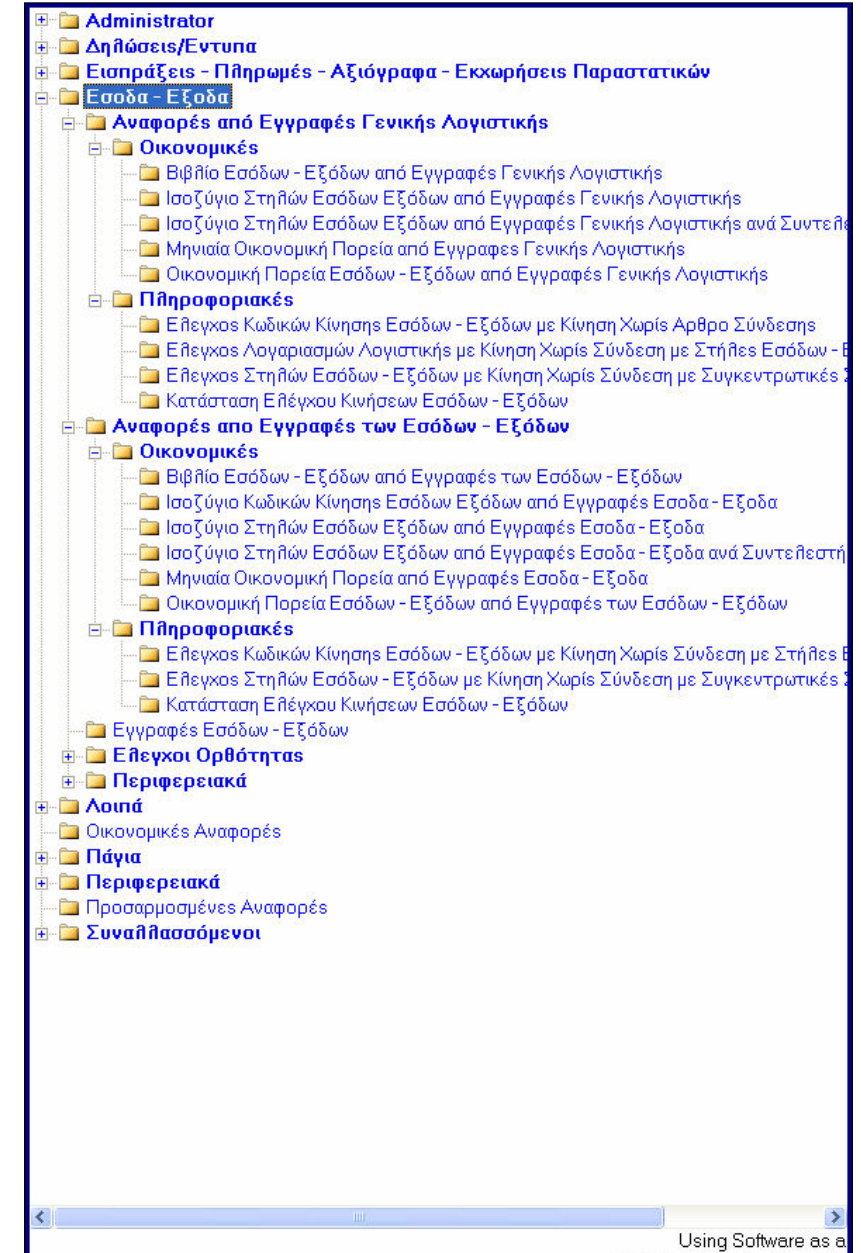 Administrator
Δηλώσεις/Εντυπα
Εισπράξεις - Πληρωμές - Αξιόγραφα - Εκχωρήσεις Παραστατικών
Εσοδα - Εξοδα
Αναφορές από Εγγραφές Γενικής Λογιστικής
Οικονομικές
Βιβλίο Εσόδων - Εξόδων από Εγγραφές Γενικής Λογιστικής
Ισοζύγιο Στηλών Εσόδων Εξόδων από Εγγραφές Γενικής Λογιστικής
Ισοζύγιο Στηλών Εσόδων Εξόδων από Εγγραφές Γενικής Λογιστικής ανά
Μηνιαία Οικονομική Πορεία από Εγγραφες Γενικής Λογιστικής
Οικονομική Πορεία Εσόδων - Εξόδων από Εγγραφές Γενικής Λογιστικής
Πληροφοριακές
Ελεγχος Κωδικών Κίνησης Εσόδων - Εξόδων με Κίνηση Χωρίς Αρθρο Σύνδεσης
Ελεγχος Λογαριασμών Λογιστικής με Κίνηση Χωρίς Σύνδεση με Στήλες Εσόδων -
Ελεγχος Στηλών Εσόδων - Εξόδων με Κίνηση Χωρίς Σύνδεση με Συγκεντρωτικές
Κατάσταση Ελέγχου Κινήσεων Εσόδων - Εξόδων
Αναφορές απο Εγγραφές των Εσόδων - Εξόδων
Οικονομικές
Βιβλίο Εσόδων - Εξόδων από Εγγραφές των Εσόδων - Εξόδων
Ισοζύγιο Κωδικών Κίνησης Εσόδων Εξόδων από Εγγραφές Εσοδα - Εξοδα
Ισοζύγιο Στηλών Εσόδων Εξόδων από Εγγραφές Εσοδα - Εξοδα
Ισοζύγιο Στηλών Εσόδων Εξόδων από Εγγραφές Εσοδα - Εξοδα ανά Συντελεστή
Μηνιαία Οικονομική Πορεία από Εγγραφές Εσοδα - Εξοδα
Οικονομική Πορεία Εσόδων - Εξόδων από Εγγραφές των Εσόδων - Εξόδων
Πληροφοριακές
Ελεγχος Κωδικών Κίνησης Εσόδων - Εξόδων με Κίνηση Χωρίς Σύνδεση με Στήλες
Ελεγχος Στηλών Εσόδων - Εξόδων με Κίνηση Χωρίς Σύνδεση με Συγκεντρωτικές
Κατάσταση Ελέγχου Κινήσεων Εσόδων - Εξόδων
Εγγραφές Εσόδων - Εξόδων
Ελεγχοι Ορθότητας
Περιφερειακά
Λοιπά
Οικονομικές Αναφορές
Πάγια
Περιφερειακά
Προσαρμοσμένες Αναφορές
Συναλλασσόμενοι
Using Software as a